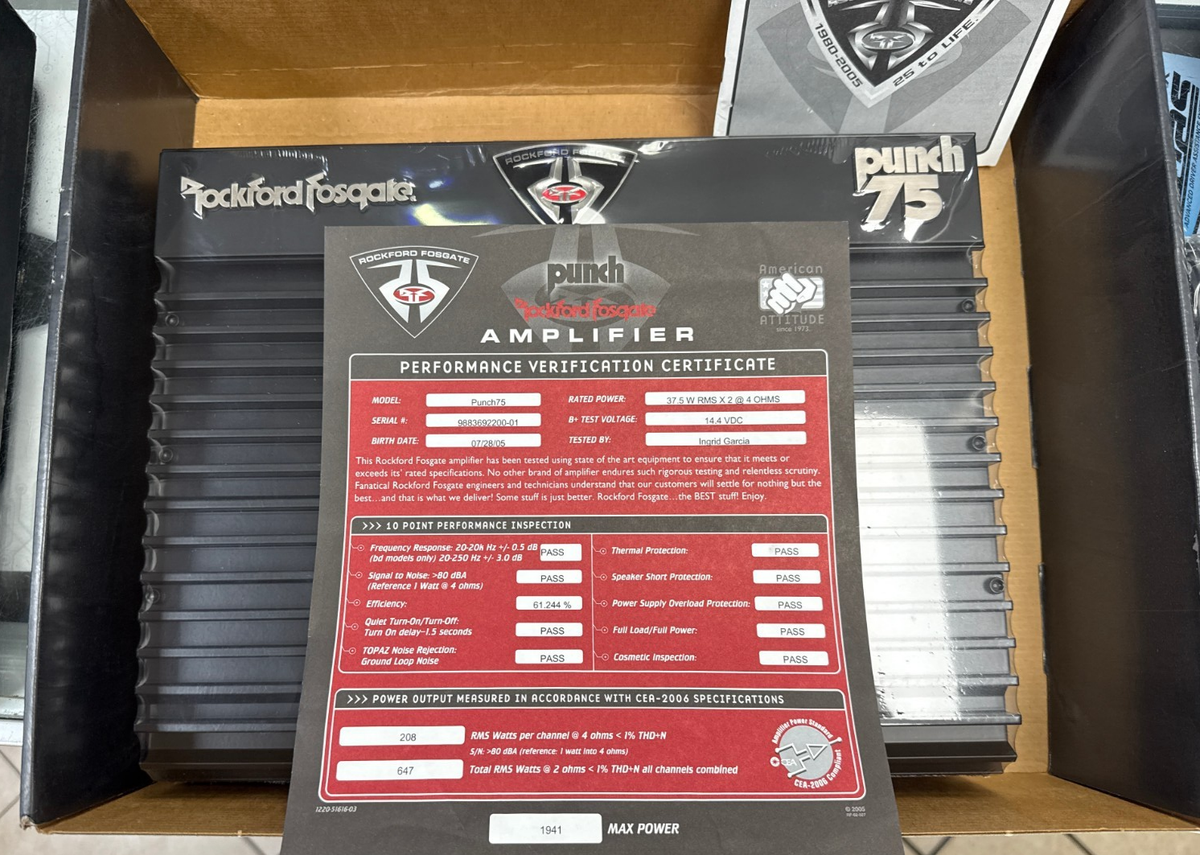 1980-2005
25 to LIFE
Rockford Fosgate
ROCKFORD FOSGATE
punch
75
ROCKFORD FOSGATE
punch
Rockford Fosgate
AMPLIFIER
American
ATTITUDE
since 1973
PERFORMANCE VERIFICATION CERTIFICATE
MODEL: Punch75
RATED POWER: 37.5 W RMS X 2 @ 4 OHMS
SERIAL #: 9883692200-01
B+ TEST VOLTAGE: 14.4 VDC
BIRTH DATE: 07/28/05
TESTED BY: Ingrid Garcia
This Rockford Fosgate amplifier has been tested using state of the art equipment to ensure that it meets or
exceeds its' rated specifications. No other brand of amplifier endures such rigorous testing and relentless scrutiny.
Fanatical Rockford Fosgate engineers and technicians understand that our customers will settle for nothing but the
best...and that is what we deliver! Some stuff is just better. Rockford Fosgate...the BEST stuff! Enjoy.
>>> 10 POINT PERFORMANCE INSPECTION
Frequency Response: 20-20k Hz +/- 0.5 dB PASS
(bd models only) 20-250 Hz +/- 3.0 dB
Signal to Noise: >80 dBA PASS
(Reference 1 Watt @ 4 ohms)
Efficiency: 61.244 %
Quiet Turn-On/Turn-Off: PASS
Turn On delay~1.5 seconds
TOPAZ Noise Rejection: PASS
Ground Loop Noise
Thermal Protection: PASS
Speaker Short Protection: PASS
Power Supply Overload Protection: PASS
Full Load/Full Power: PASS
Cosmetic Inspection: PASS
>>> POWER OUTPUT MEASURED IN ACCORDANCE WITH CEA-2006 SPECIFICATIONS
208 RMS Watts per channel @ 4 ohms < 1% THD+N
S/N: >80 dBA (reference: 1 watt into 4 ohms)
647 Total RMS Watts @ 2 ohms < 1% THD+N all channels combined
Amplifier Power Standard
CEA
CEA-2006 Compliant
1220-51616-03
© 2005
1941 MAX POWER